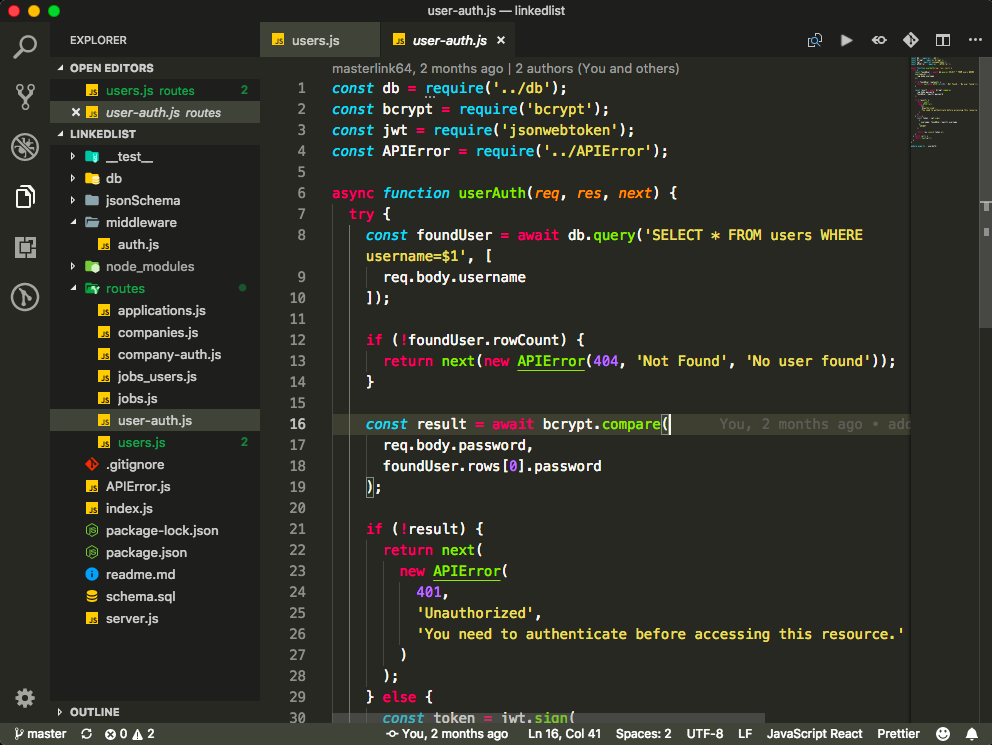 user-auth.js — linkedlist
EXPLORER
OPEN EDITORS
users.js routes 2
user-auth.js routes
LINKEDLIST
__test__
db
jsonSchema
middleware
auth.js
node_modules
routes
applications.js
companies.js
company-auth.js
jobs_users.js
jobs.js
user-auth.js
users.js 2
.gitignore
APIError.js
index.js
package-lock.json
package.json
readme.md
schema.sql
server.js
OUTLINE
users.js
user-auth.js
masterlink64, 2 months ago | 2 authors (You and others)
1 const db = require('../db');
2 const bcrypt = require('bcrypt');
3 const jwt = require('jsonwebtoken');
4 const APIError = require('../APIError');
5
6 async function userAuth(req, res, next) {
7 try {
8 const foundUser = await db.query('SELECT * FROM users WHERE
username=$1', [
9 req.body.username
10 ]);
11
12 if (!foundUser.rowCount) {
13 return next(new APIError(404, 'Not Found', 'No user found'));
14 }
15
16 const result = await bcrypt.compare( You, 2 months ago • add
17 req.body.password,
18 foundUser.rows[0].password
19 );
20
21 if (!result) {
22 return next(
23 new APIError(
24 401,
25 'Unauthorized',
26 'You need to authenticate before accessing this resource.'
27 )
28 );
29 } else {
30 const token = jwt.sign(
master 0 2 You, 2 months ago Ln 16, Col 41 Spaces: 2 UTF-8 LF JavaScript React Prettier